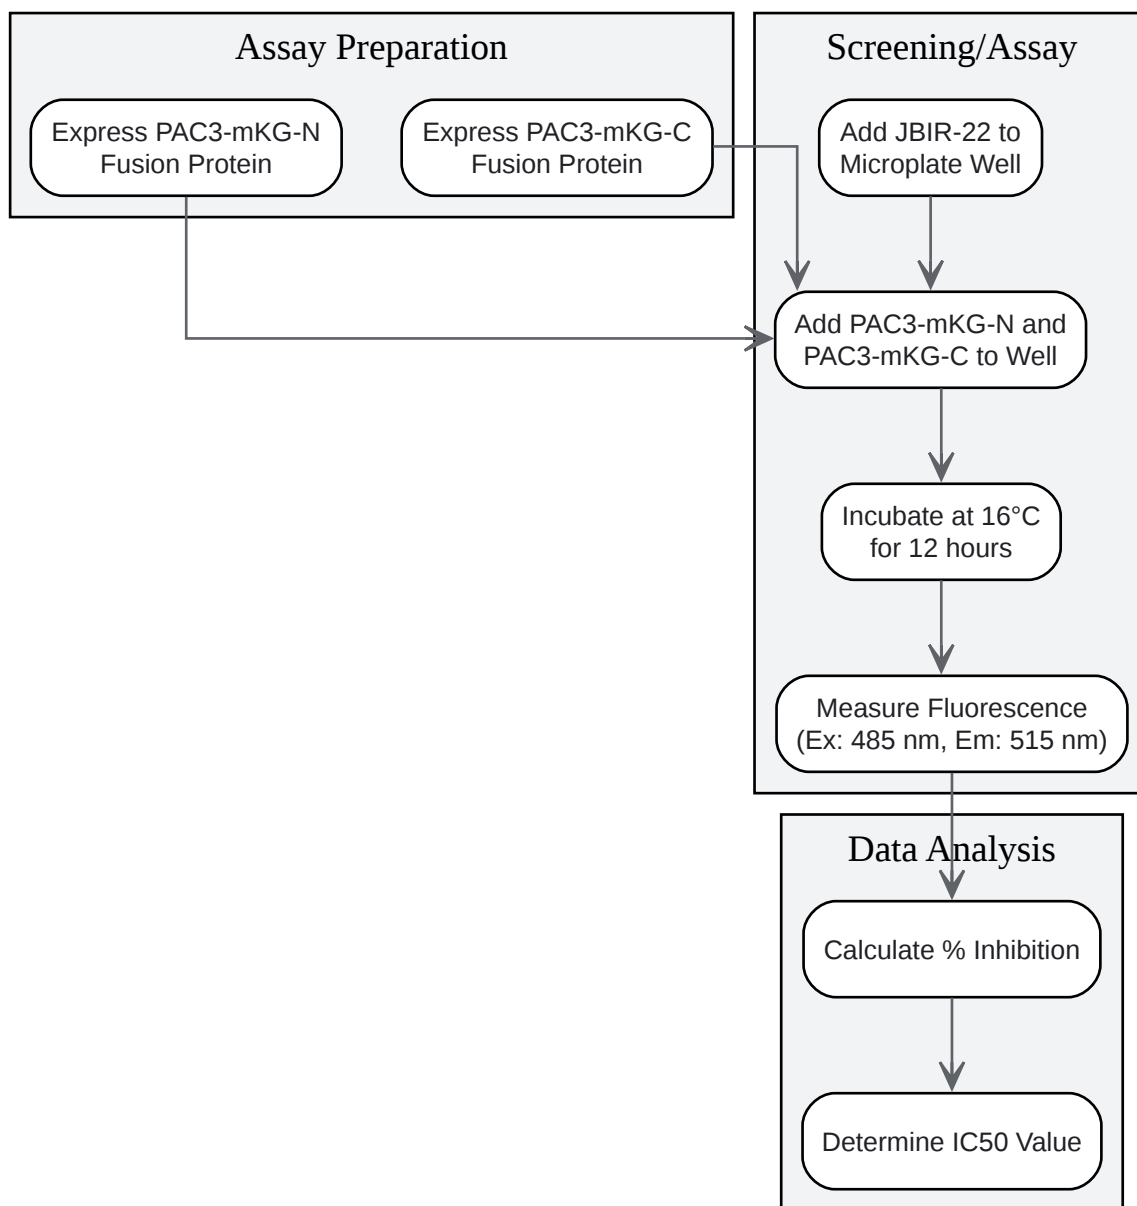 Assay Preparation
Express PAC3-mKG-N
Fusion Protein
Express PAC3-mKG-C
Fusion Protein
Screening/Assay
Add JBIR-22 to
Microplate Well
Add PAC3-mKG-N and
PAC3-mKG-C to Well
Incubate at 16°C
for 12 hours
Measure Fluorescence
(Ex: 485 nm, Em: 515 nm)
Data Analysis
Calculate % Inhibition
Determine IC50 Value